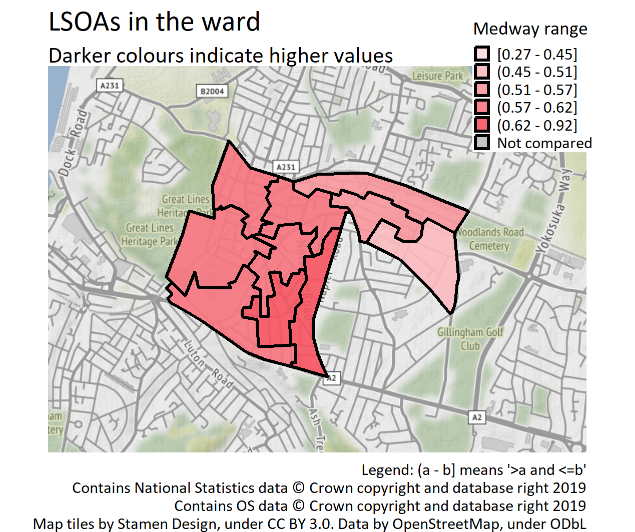 LSOAs in the ward
Darker colours indicate higher values
Medway range
[0.27 - 0.45]
(0.45 - 0.51]
(0.51 - 0.57]
(0.57 - 0.62]
(0.62 - 0.92]
Not compared
Leisure Park
A231
B2004
Dock Road
A231
Great Lines
Heritage
Great Lines
Heritage Park
Woodlands Road
Cemetery
Yokosuka Way
Road
Gillingham Golf
Club
Luton Road
A2
A2
Ash Tre
Legend: (a - b] means '>a and <=b'
Contains National Statistics data © Crown copyright and database right 2019
Contains OS data © Crown copyright and database right 2019
Map tiles by Stamen Design, under CC BY 3.0. Data by OpenStreetMap, under ODbL